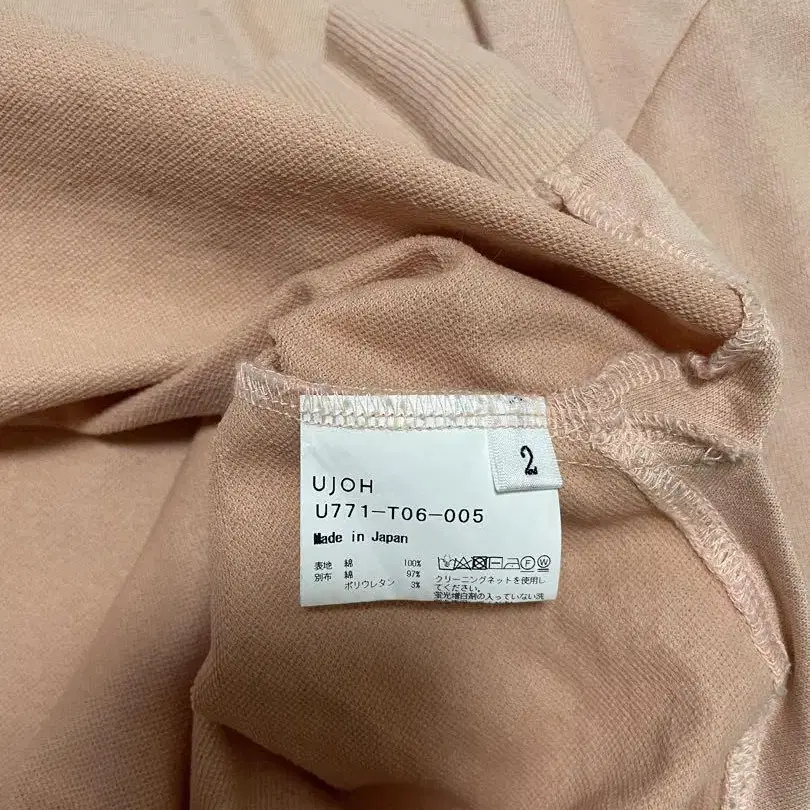 2
UJOH
U771-T06-005
Made in Japan
表地 綿 100%
別布 綿 97%
ポリウレタン 3%
クリーニングネットを使用し
てください。
蛍光増白剤の入っていない洗